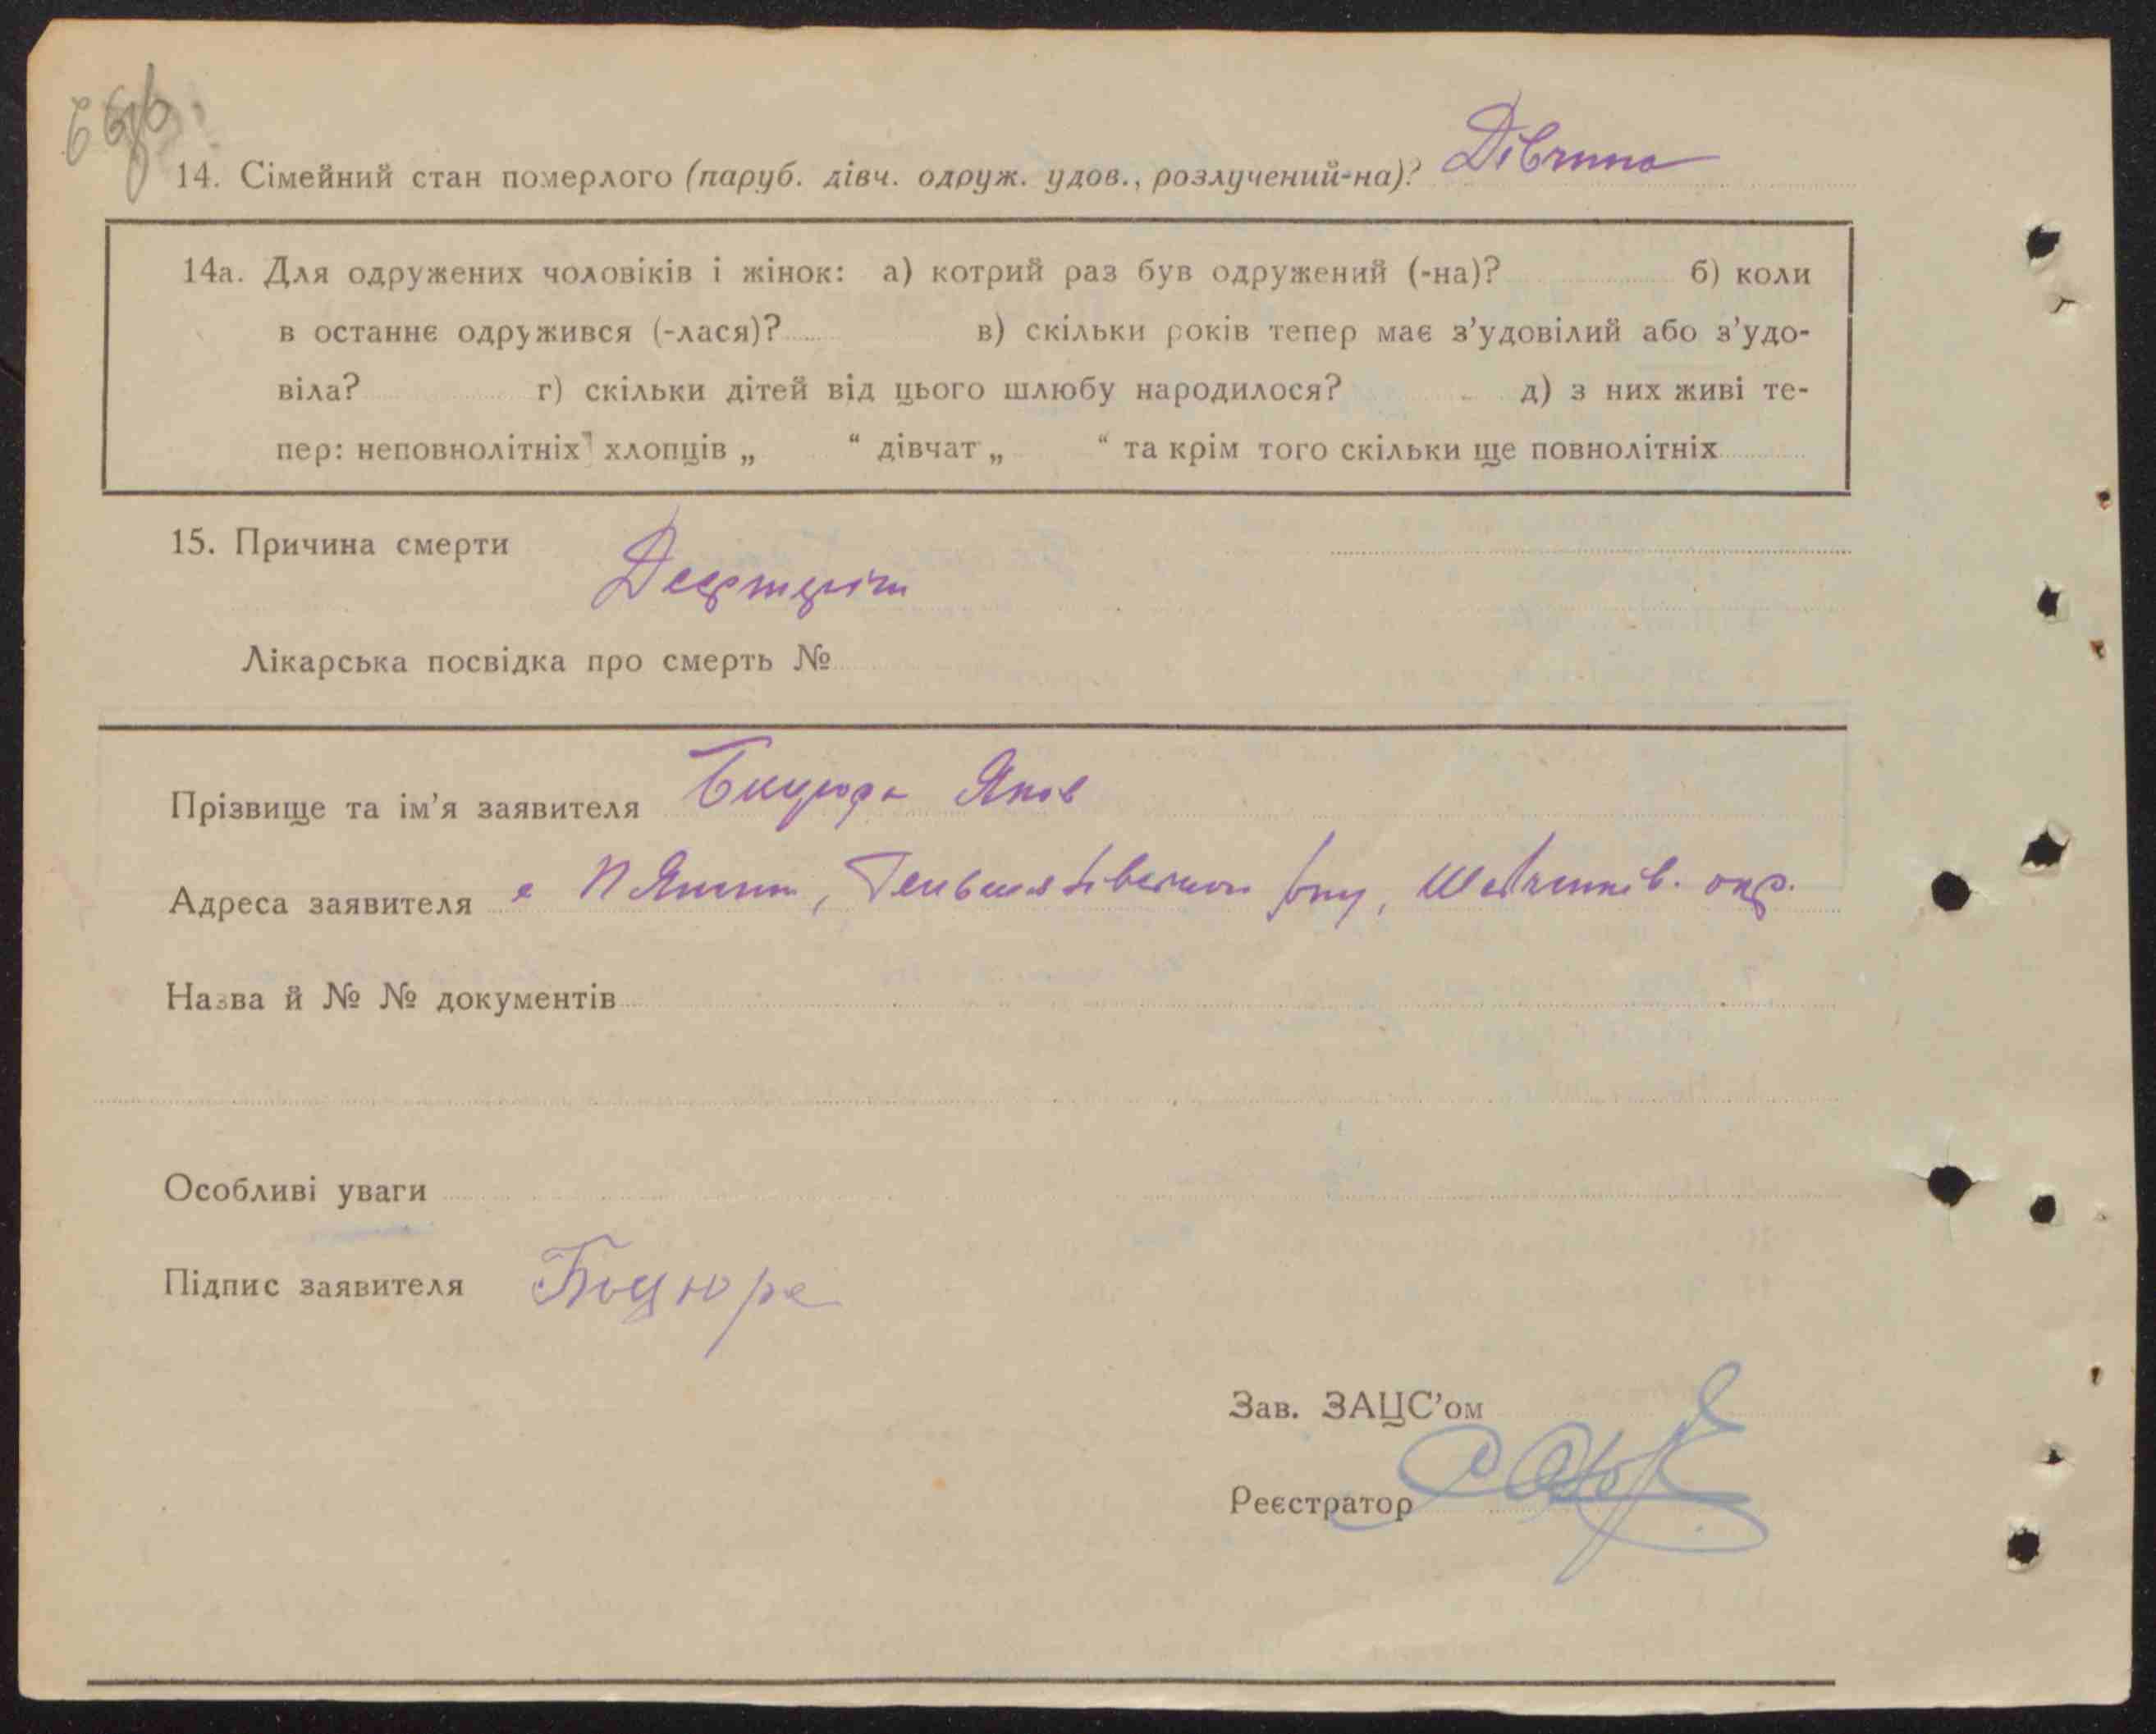 14. Сімейний стан померлого (паруб. дівч. одруж. удов., розлучений-на)? Дівчина
14а. Для одружених чоловіків і жінок: а) котрий раз був одружений (-на)? б) коли
в останнє одружився (-лася)? в) скільки років тепер має з’удовілий або з’удо-
віла? г) скільки дітей від цього шлюбу народилося? д) з них живі те-
пер: неповнолітніх хлопців „ “ дівчат „ “ та крім того скільки ще повнолітніх
15. Причина смерти
Лікарська посвідка про смерть №
Прізвище та ім’я заявителя Яков
Адреса заявителя
Назва й № № документів
Особливі уваги
Підпис заявителя Боцюра
Зав. ЗАЦС’ом
Реєстратор